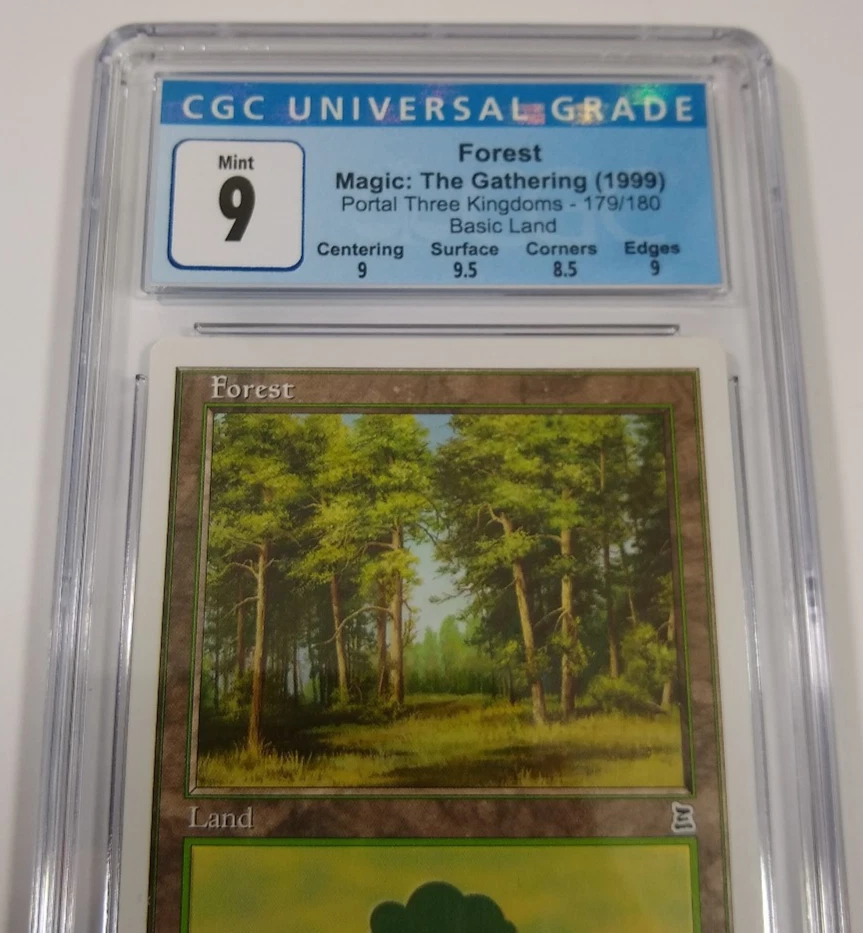 CGC UNIVERSAL GRADE
Mint
9
Forest
Magic: The Gathering (1999)
Portal Three Kingdoms - 179/180
Basic Land
Centering Surface Corners Edges
9 9.5 8.5 9
Forest
Land